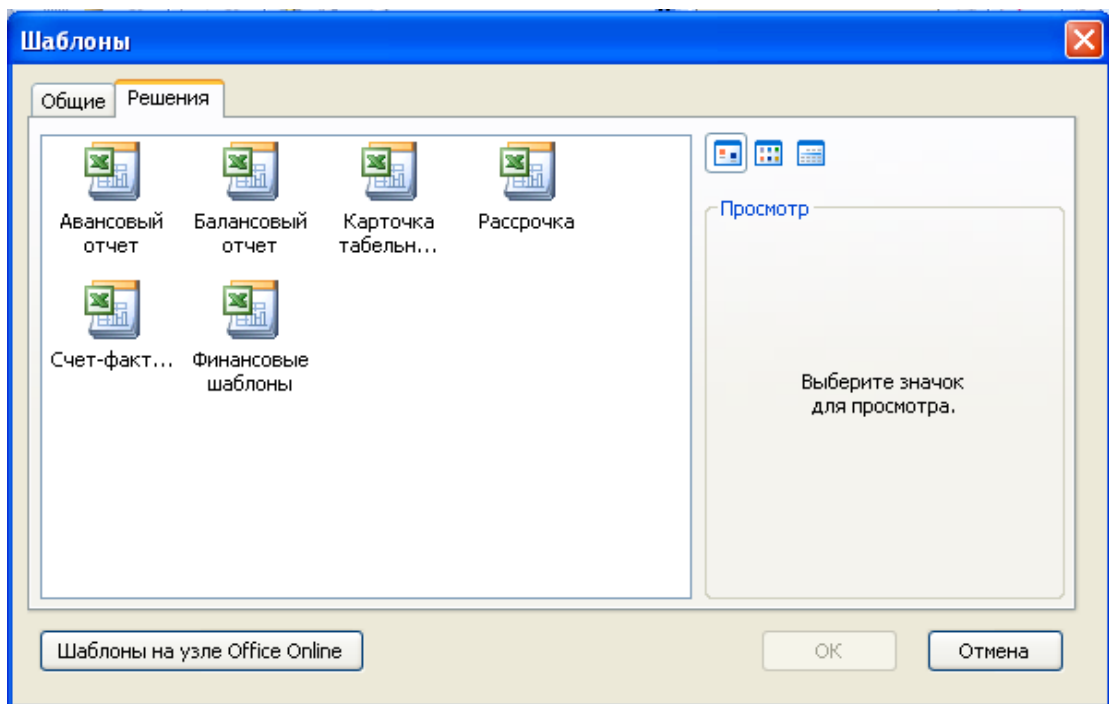 Шаблоны
Общие
Решения
Авансовый
отчет
Балансовый
отчет
Карточка
табельн...
Рассрочка
Счет-факт...
Финансовые
шаблоны
Просмотр
Выберите значок
для просмотра.
Шаблоны на узле Office Online
ОК
Отмена